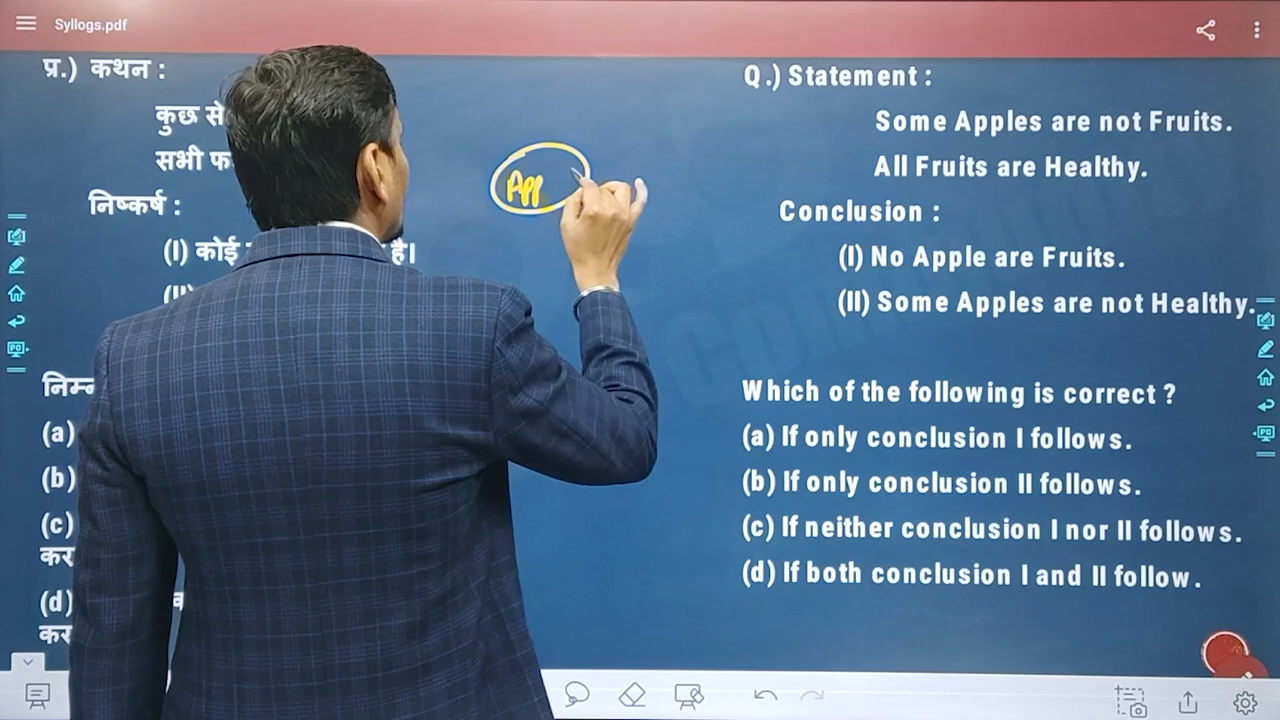 Syllogs.pdf
प्र.) कथन :
कुछ से
सभी फ
निष्कर्ष :
(I) कोई है।
(II)
(a)
(b)
(c)
कर
(d)
कर
App
Q.) Statement :
Some Apples are not Fruits.
All Fruits are Healthy.
Conclusion :
(I) No Apple are Fruits.
(II) Some Apples are not Healthy.
Which of the following is correct ?
(a) If only conclusion I follows.
(b) If only conclusion II follows.
(c) If neither conclusion I nor II follows.
(d) If both conclusion I and II follow.